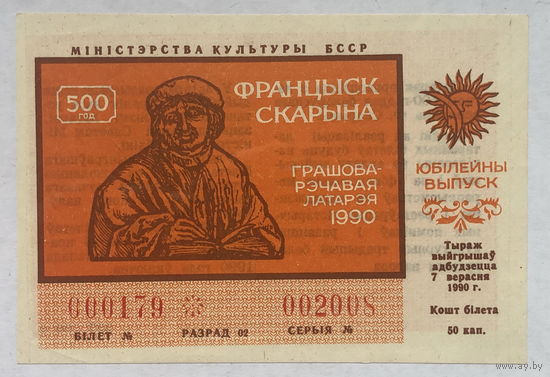 МІНІСТЭРСТВА КУЛЬТУРЫ БССР
500
ГОД
ФРАНЦЫСК
СКАРЫНА
ГРАШОВА-
РЭЧАВАЯ
ЛАТАРЭЯ
1990
ЮБІЛЕЙНЫ
ВЫПУСК
Тыраж
выйгрышаў
адбудзецца
7 верасня
1990 г.
Кошт білета
50 кап.
000179 002008
БІЛЕТ № РАЗРАД 02 СЕРЫЯ №
https://www.ay.by/